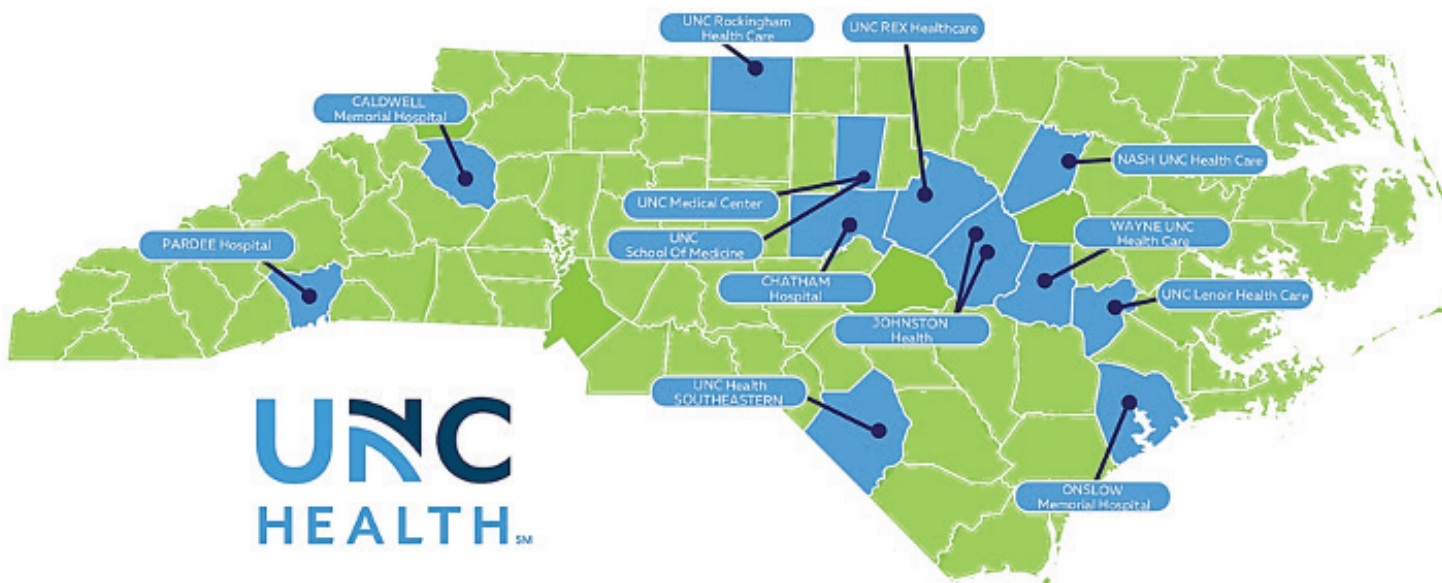 UNC Rockingham
Health Care
UNC REX Healthcare
CALDWELL
Memorial Hospital
NASH UNC Health Care
UNC Medical Center
UNC
School Of Medicine
WAYNE UNC
Health Care
PARDEE Hospital
CHATHAM
Hospital
UNC Lenoir Health Care
JOHNSTON
Health
UNC Health
SOUTHEASTERN
ONSLOW
Memorial Hospital
UNC
HEALTH SM